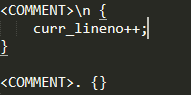 <COMMENT>\n {
    curr_lineno++;
}
<COMMENT>. {}